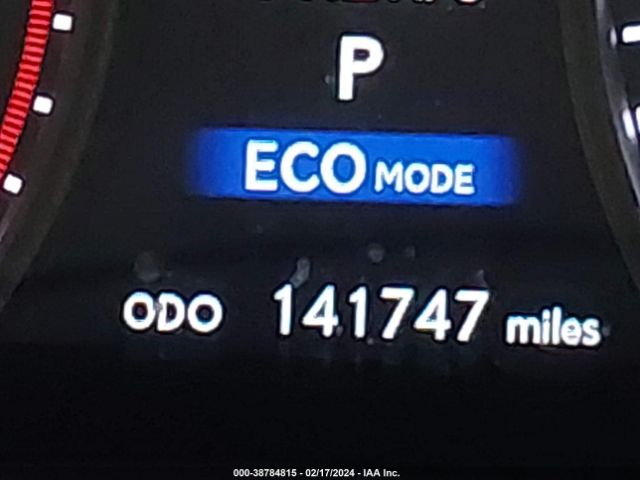 P
ECO MODE
ODO 141747 miles
000-38784815 - 02/17/2024 - IAA Inc.